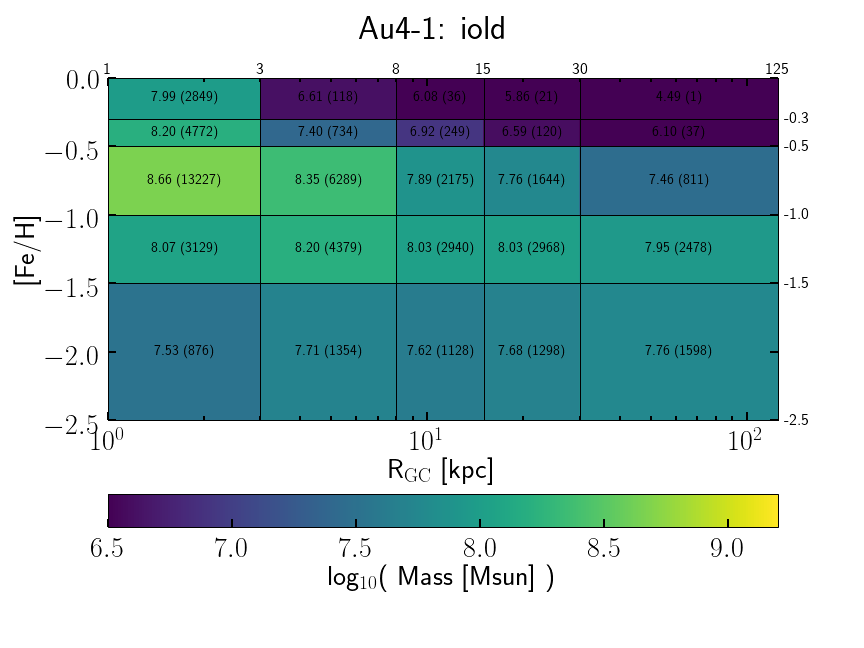 Au4-1: iold
1 3 8 15 30 125
0.0 7.99 (2849) 6.61 (118) 6.08 (36) 5.86 (21) 4.49 (1)
-0.3
8.20 (4772) 7.40 (734) 6.92 (249) 6.59 (120) 6.10 (37)
−0.5 -0.5
8.66 (13227) 8.35 (6289) 7.89 (2175) 7.76 (1644) 7.46 (811)
−1.0 -1.0
[Fe/H]
8.07 (3129) 8.20 (4379) 8.03 (2940) 8.03 (2968) 7.95 (2478)
−1.5 -1.5
7.53 (876) 7.71 (1354) 7.62 (1128) 7.68 (1298) 7.76 (1598)
−2.0
−2.5 -2.5
10⁰ 10¹ 10²
R_GC [kpc]
6.5 7.0 7.5 8.0 8.5 9.0
log₁₀( Mass [Msun] )